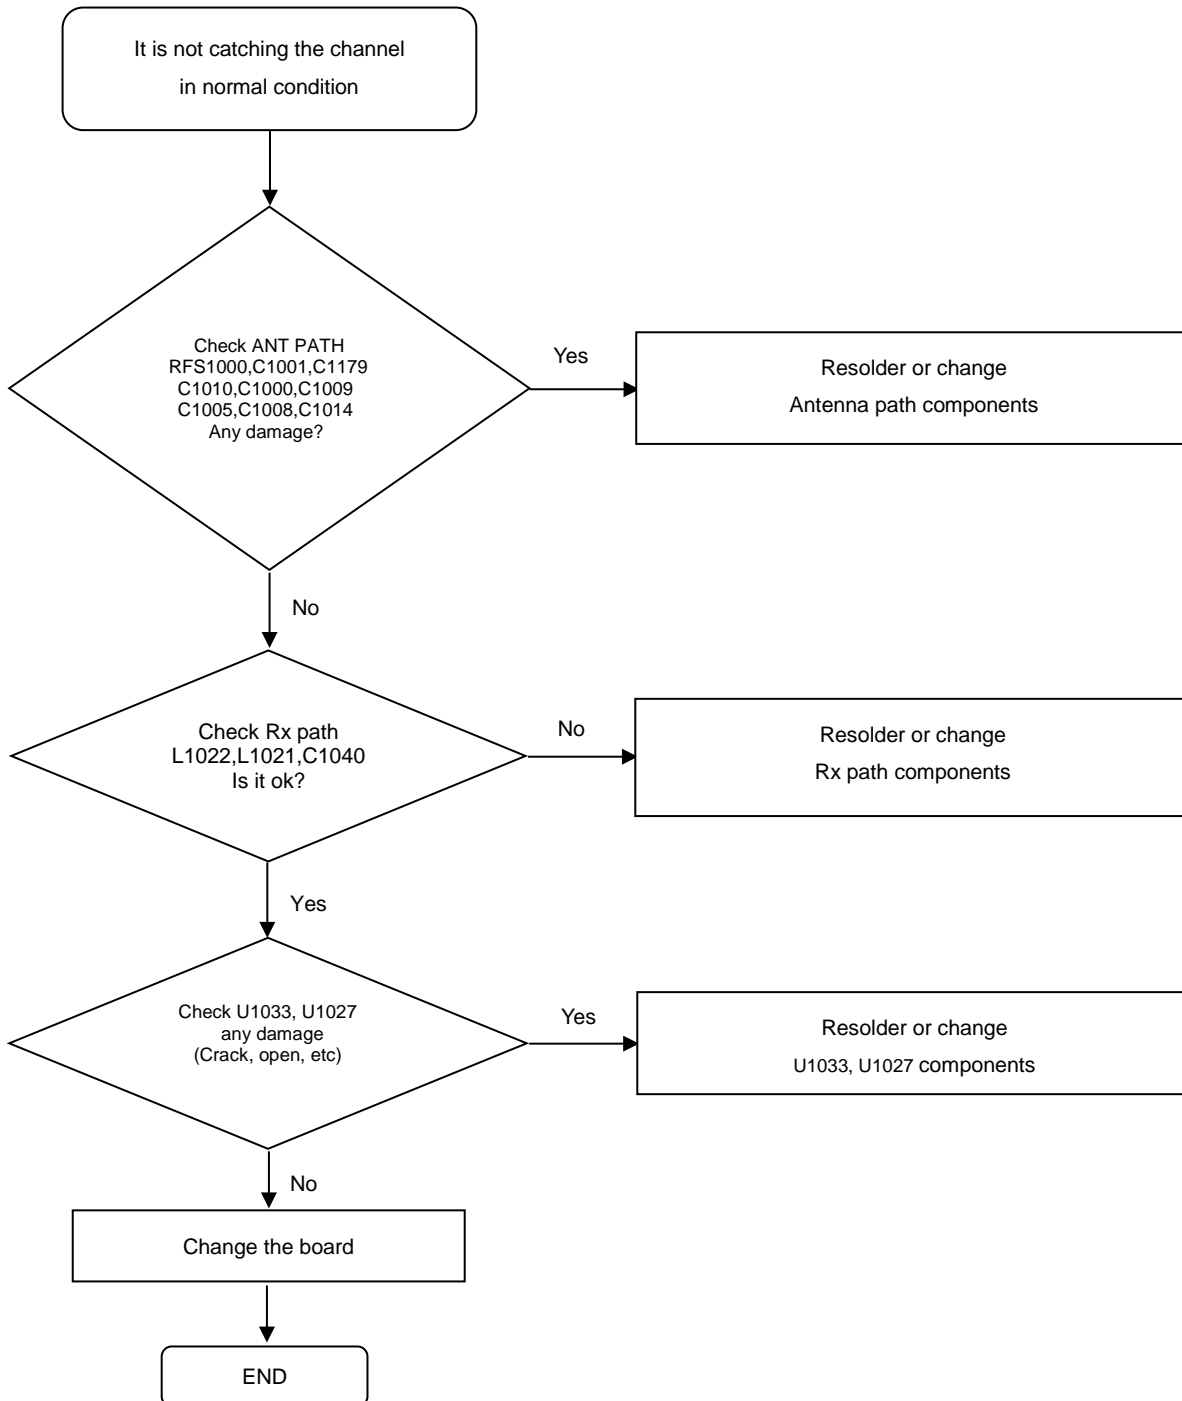 It is not catching the channel
in normal condition
Check ANT PATH
RFS1000,C1001,C1179
C1010,C1000,C1009
C1005,C1008,C1014
Any damage?
Yes
Resolder or change
Antenna path components
No
Check Rx path
L1022,L1021,C1040
Is it ok?
No
Resolder or change
Rx path components
Yes
Check U1033, U1027
any damage
(Crack, open, etc)
Yes
Resolder or change
U1033, U1027 components
No
Change the board
END